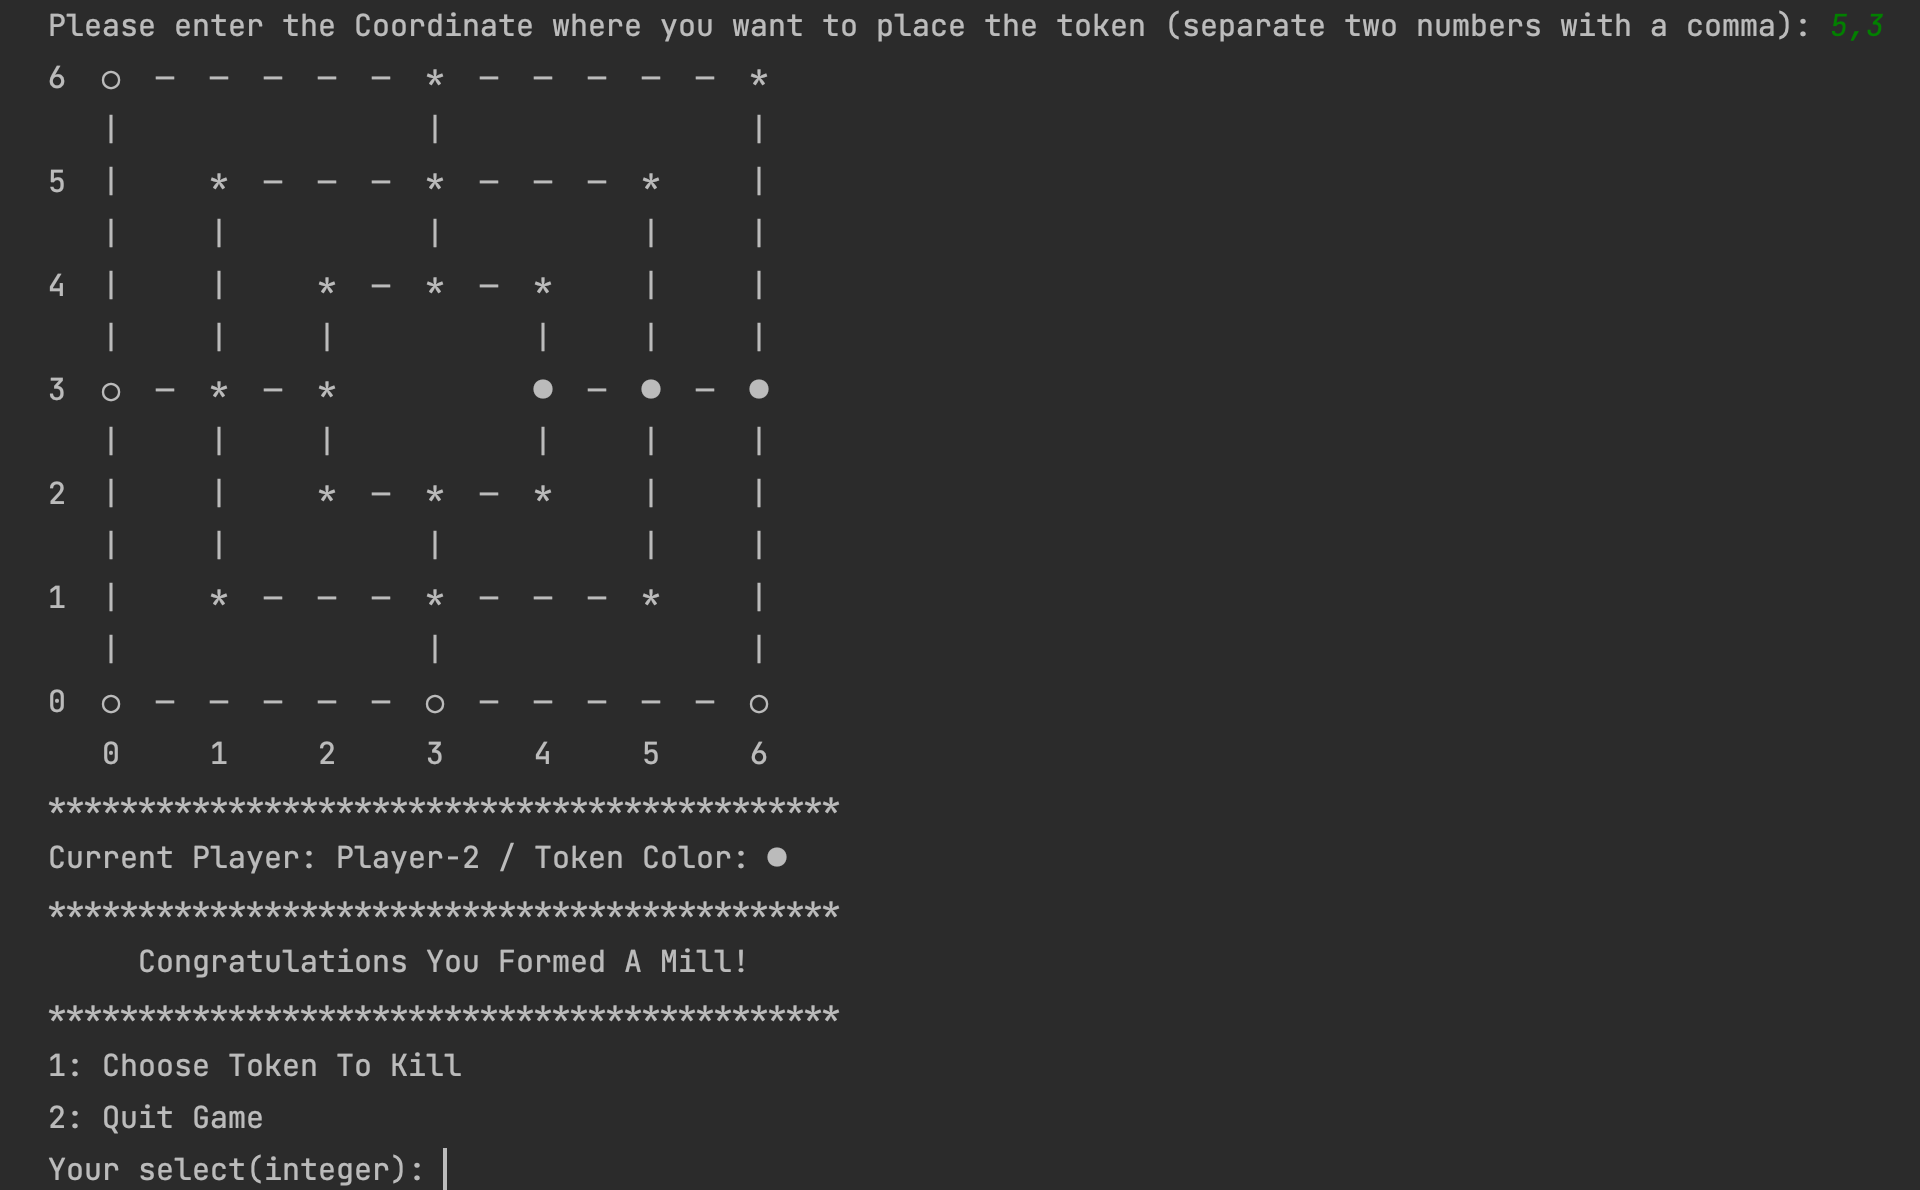 Please enter the Coordinate where you want to place the token (separate two numbers with a comma): 5,3
6  ○  –  –  –  –  –  *  –  –  –  –  –  *
   |                 |                 |
5  |     *  –  –  –  *  –  –  –  *     |
   |     |           |           |     |
4  |     |     *  –  *  –  *     |     |
   |     |     |           |     |     |
3  ○  –  *  –  *           ●  –  ●  –  ●
   |     |     |           |     |     |
2  |     |     *  –  *  –  *     |     |
   |     |           |           |     |
1  |     *  –  –  –  *  –  –  –  *     |
   |                 |                 |
0  ○  –  –  –  –  –  ○  –  –  –  –  –  ○
   0     1     2     3     4     5     6
********************************************
Current Player: Player-2 / Token Color: ●
********************************************
     Congratulations You Formed A Mill!
********************************************
1: Choose Token To Kill
2: Quit Game
Your select(integer):